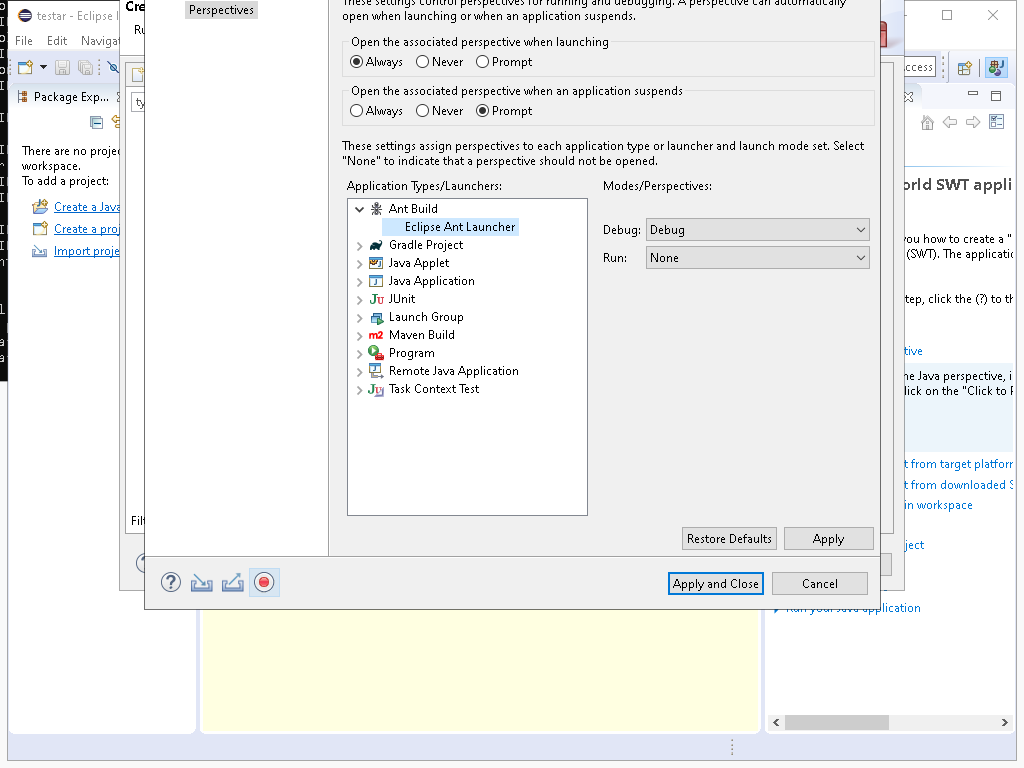 testar - Eclipse I
File Edit Navigat
Package Exp...
There are no proje
workspace.
To add a project:
Create a Java
Create a proj
Import proje
Cre
Ru
ty
Filt
Perspectives
These settings control perspectives for running and debugging. A perspective can automatically
open when launching or when an application suspends.
Open the associated perspective when launching
Always Never Prompt
Open the associated perspective when an application suspends
Always Never Prompt
These settings assign perspectives to each application type or launcher and launch mode set. Select
"None" to indicate that a perspective should not be opened.
Application Types/Launchers:
Modes/Perspectives:
Ant Build
Eclipse Ant Launcher
Gradle Project
Java Applet
Java Application
JUnit
Launch Group
Maven Build
Program
Remote Java Application
Task Context Test
Debug: Debug
Run: None
Restore Defaults Apply
Apply and Close Cancel
ccess
orld SWT appli
you how to create a "
(SWT). The applicatic
tep, click the (?) to th
tive
he Java perspective, i
lick on the "Click to F
t from target platforr
t from downloaded S
in workspace
ject
Run your Java application